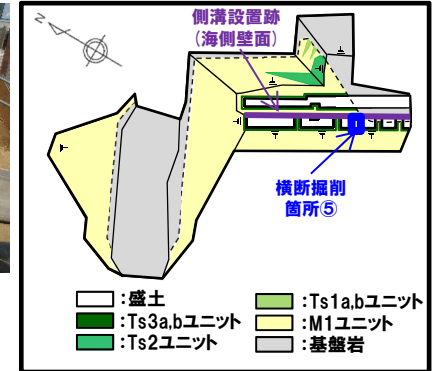 N
側溝設置跡
(海側壁面)
横断掘削
箇所⑤
:盛土
:Ts3a,bユニット
:Ts2ユニット
:Ts1a,bユニット
:M1ユニット
:基盤岩